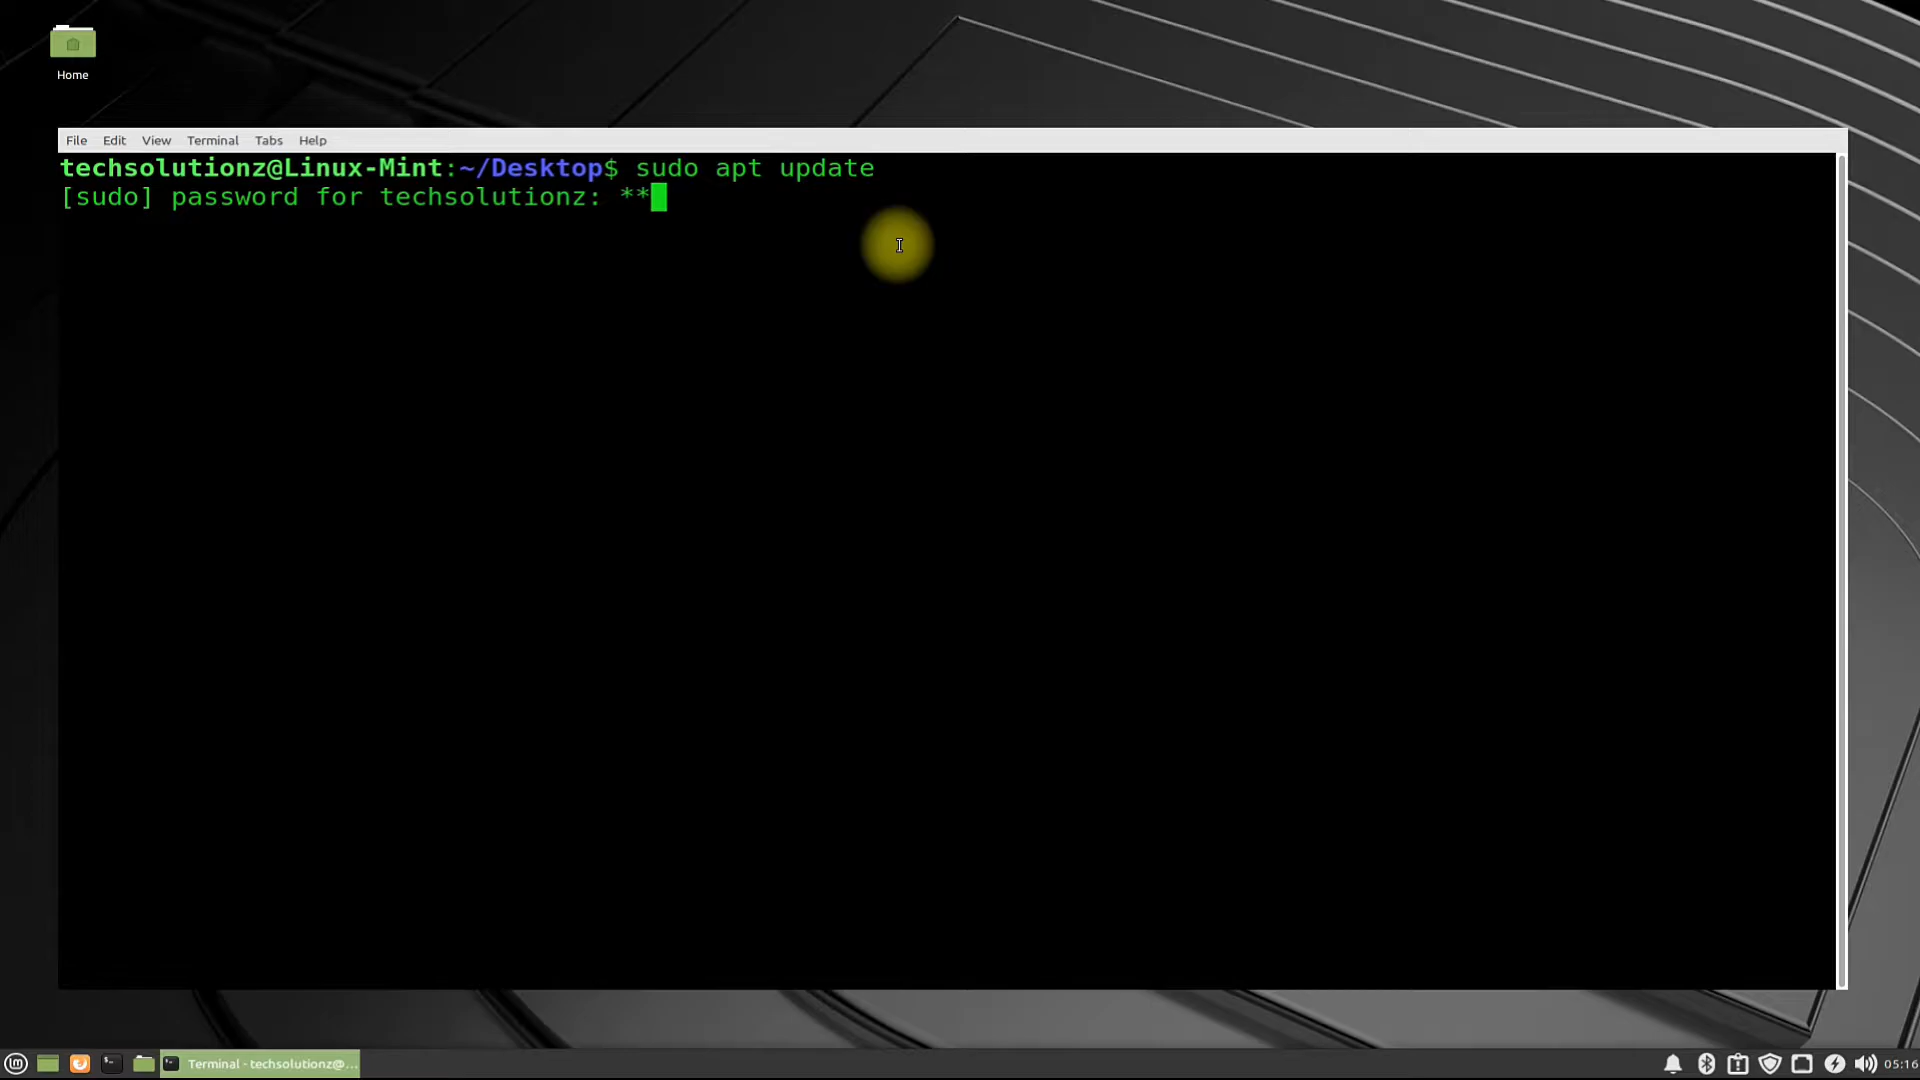 Home
File Edit View Terminal Tabs Help
techsolutionz@Linux-Mint:~/Desktop$ sudo apt update
[sudo] password for techsolutionz: **
Terminal - techsolutionz@...
05:16